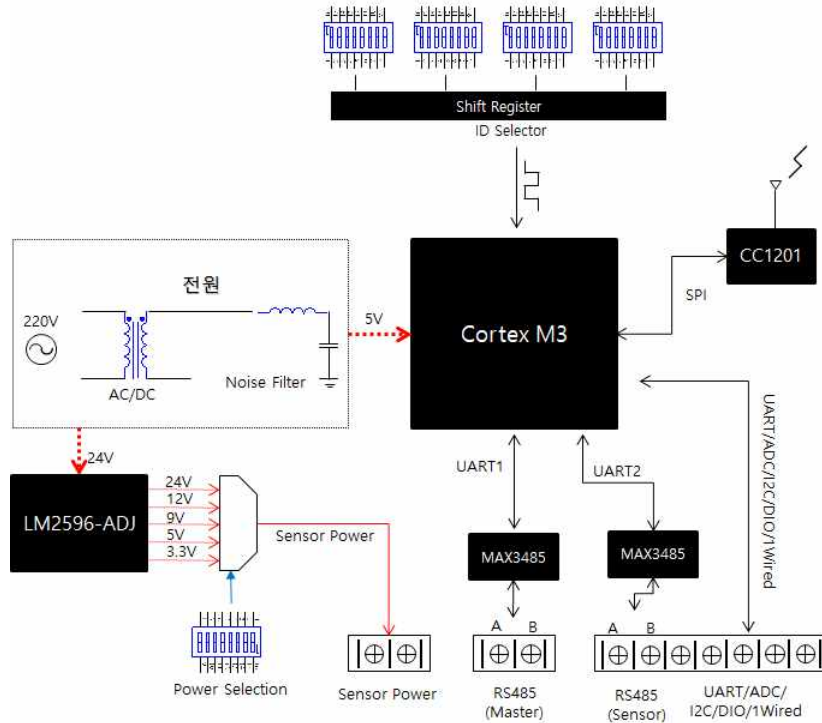 Shift Register
ID Selector
CC1201
SPI
전원
220V
AC/DC
Noise Filter
5V
Cortex M3
24V
LM2596-ADJ
24V
12V
9V
5V
3.3V
Sensor Power
Power Selection
UART1
UART2
UART/ADC/I2C/DIO/1Wired
MAX3485
MAX3485
A B
A B
Sensor Power
RS485
(Master)
RS485
(Sensor)
UART/ADC/
I2C/DIO/1Wired